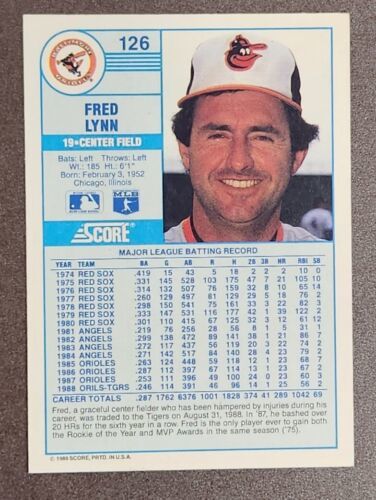 126
FRED
LYNN
19•CENTER FIELD
Bats: Left Throws: Left
Wt.: 185 Ht.: 6'1"
Born: February 3, 1952
Chicago, Illinois
MLB
SCORE
MAJOR LEAGUE BATTING RECORD
YEAR TEAM BA G AB R H 2B 3B HR RBI SB
1974 RED SOX .419 15 43 5 18 2 2 2 10 0
1975 RED SOX .331 145 528 103 175 47 7 21 105 10
1976 RED SOX .314 132 507 76 159 32 8 10 65 14
1977 RED SOX .260 129 497 81 129 29 5 18 76 2
1978 RED SOX .298 150 541 75 161 33 3 22 82 3
1979 RED SOX .333 147 531 116 177 42 1 39 122 2
1980 RED SOX .301 110 415 67 125 32 3 12 61 12
1981 ANGELS .219 76 256 28 56 8 1 5 31 1
1982 ANGELS .299 138 472 89 141 38 1 21 86 7
1983 ANGELS .272 117 437 56 119 20 3 22 74 2
1984 ANGELS .271 142 517 84 140 28 4 23 79 2
1985 ORIOLES .263 124 448 59 118 12 1 23 68 7
1986 ORIOLES .287 112 397 67 114 13 1 23 67 2
1987 ORIOLES .253 111 396 49 100 24 0 23 60 3
1988 ORILS-TGRS .246 114 391 46 96 14 1 25 56 2
CAREER TOTALS .287 1762 6376 1001 1828 374 41 289 1042 69
Fred, a graceful center fielder who has been hampered by injuries during his
career, was traded to the Tigers on August 31, 1988. In '87, he bashed over
20 HRs for the sixth year in a row. Fred is the only player ever to gain both
the Rookie of the Year and MVP Awards in the same season ('75).
© 1989 SCORE, PRTD. IN U.S.A.